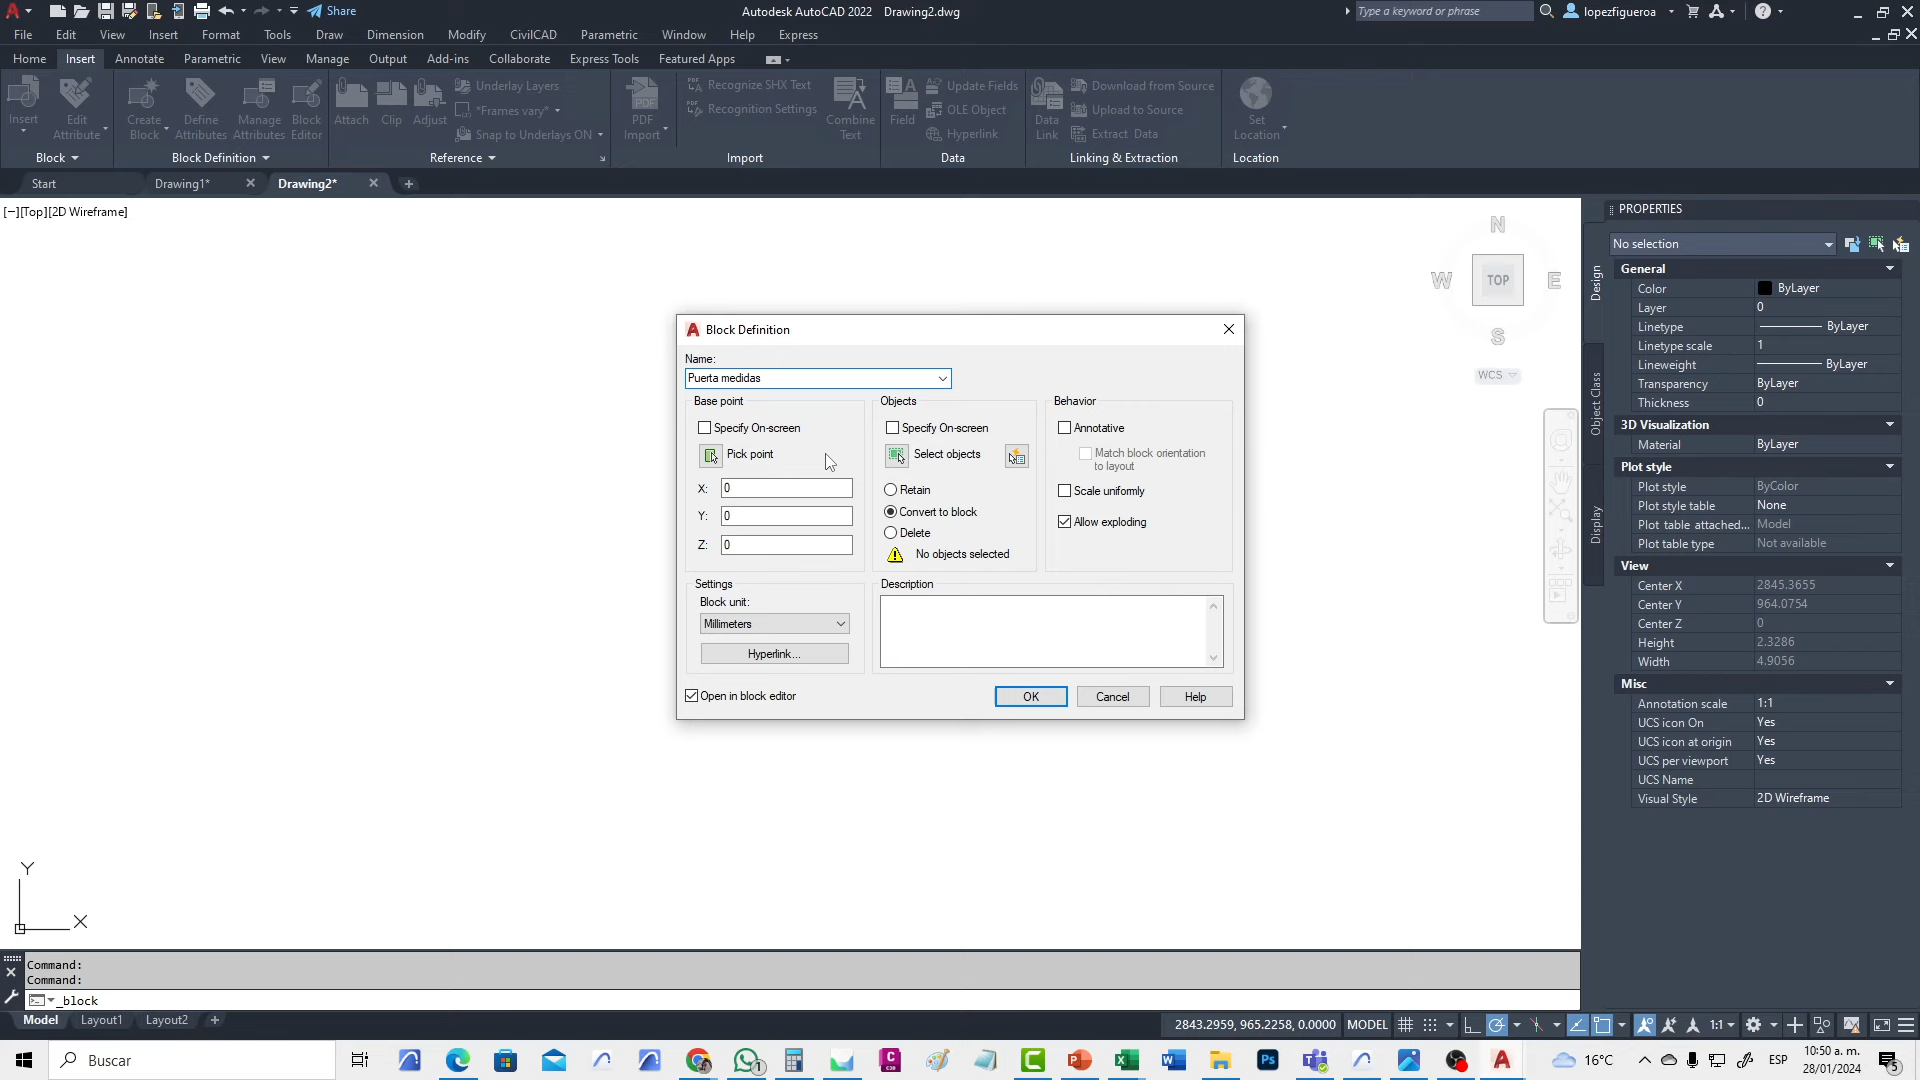 Share
Autodesk AutoCAD 2022 Drawing2.dwg
Type a keyword or phrase
lopezfigueroa
File Edit View Insert Format Tools Draw Dimension Modify Window CivilCAD Parametric Window Help Express
Home Insert Annotate Parametric View Manage Output Add-ins Collaborate Express Tools Featured Apps
Insert
Edit Attribute
Create Block
Define Attributes
Manage Attributes
Block Editor
Attach
Clip
Adjust
Underlay Layers
*Frames vary*
Snap to Underlays ON
PDF Import
Recognize SHX Text
Recognition Settings
Combine Text
Field
Update Fields
OLE Object
Hyperlink
Data Link
Download from Source
Upload to Source
Extract Data
Set Location
Block
Block Definition
Reference
Import
Data
Linking & Extraction
Location
Start
Drawing1*
Drawing2*
[−][Top][2D Wireframe]
N
W
TOP
E
S
WCS
Block Definition
Name:
Puerta medidas
Base point
Specify On-screen
Pick point
X: 0
Y: 0
Z: 0
Objects
Specify On-screen
Select objects
Retain
Convert to block
Delete
No objects selected
Behavior
Annotative
Match block orientation
to layout
Scale uniformly
Allow exploding
Settings
Block unit:
Millimeters
Hyperlink...
Description
Open in block editor
OK
Cancel
Help
PROPERTIES
No selection
Design
Object Class
Display
General
Color ByLayer
Layer 0
Linetype ByLayer
Linetype scale 1
Lineweight ByLayer
Transparency ByLayer
Thickness 0
3D Visualization
Material ByLayer
Plot style
Plot style ByColor
Plot style table None
Plot table attached... Model
Plot table type Not available
View
Center X 2845.3655
Center Y 964.0754
Center Z 0
Height 2.3286
Width 4.9056
Misc
Annotation scale 1:1
UCS icon On Yes
UCS icon at origin Yes
UCS per viewport Yes
UCS Name
Visual Style 2D Wireframe
Y
X
Command:
Command:
_block
Model Layout1 Layout2
2843.2959, 965.2258, 0.0000 MODEL
1:1
Buscar
16°C
ESP
10:50 a. m.
28/01/2024
5